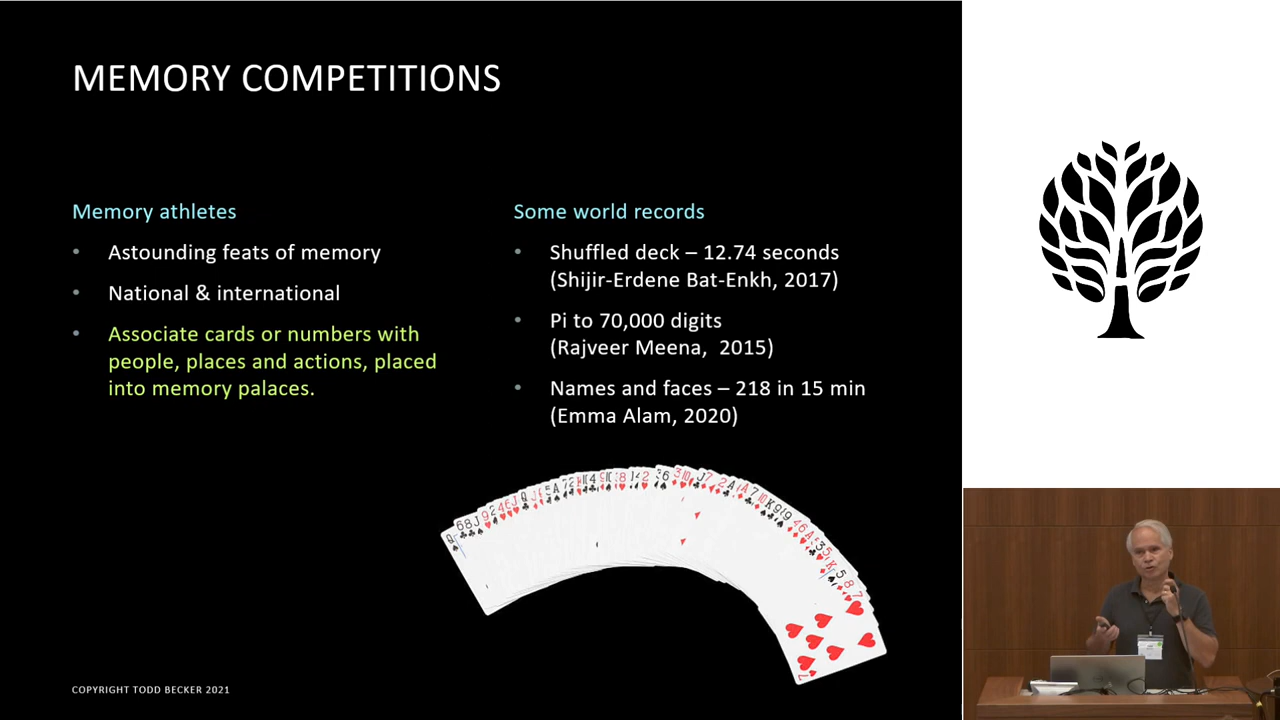 MEMORY COMPETITIONS
Memory athletes
• Astounding feats of memory
• National & international
• Associate cards or numbers with
people, places and actions, placed
into memory palaces.
Some world records
• Shuffled deck – 12.74 seconds
(Shijir-Erdene Bat-Enkh, 2017)
• Pi to 70,000 digits
(Rajveer Meena,  2015)
• Names and faces – 218 in 15 min
(Emma Alam, 2020)
COPYRIGHT TODD BECKER 2021